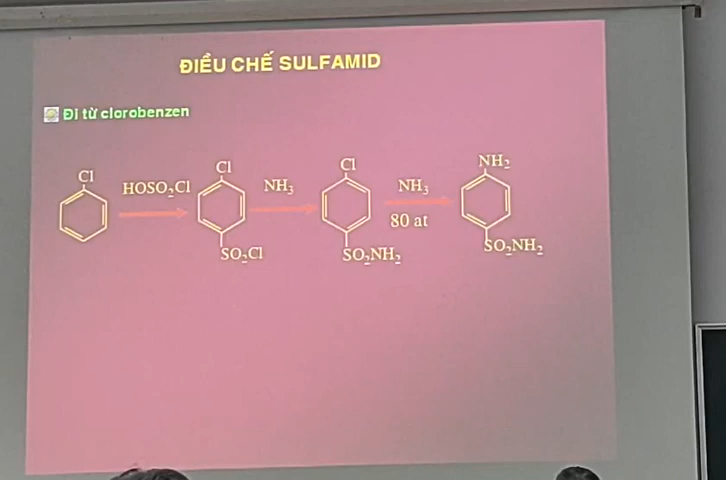 ĐIỀU CHẾ SULFAMID
Đi từ clorobenzen
Cl
HOSO₂Cl
Cl
SO₂Cl
NH₃
Cl
SO₂NH₂
NH₃
80 at
NH₂
SO₂NH₂